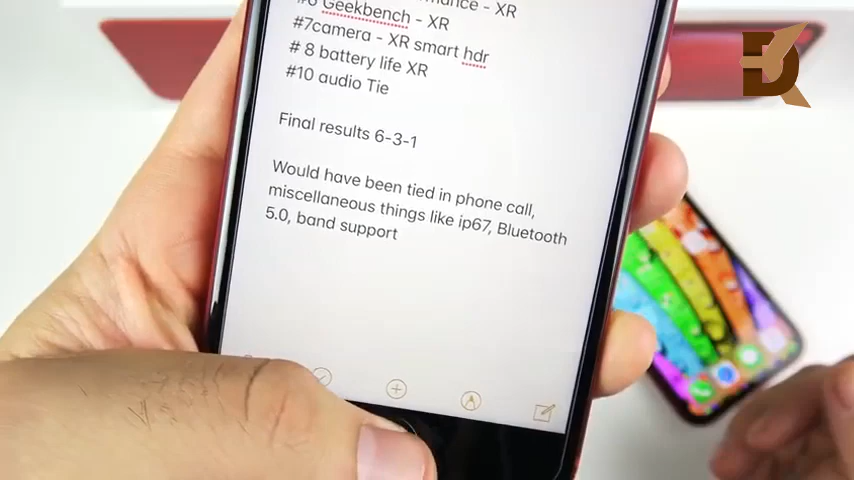 #6 Geekbench - XR
#7camera - XR smart hdr
# 8 battery life XR
#10 audio Tie
Final results 6-3-1
Would have been tied in phone call,
miscellaneous things like ip67, Bluetooth
5.0, band support